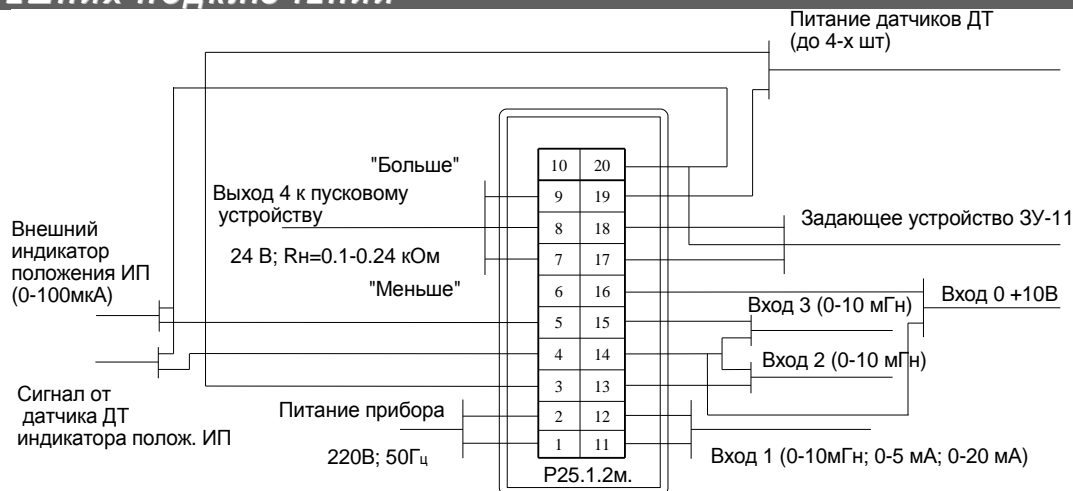 Питание датчиков ДТ
(до 4-х шт)
"Больше"
Выход 4 к пусковому
устройству
24 В; Rн=0.1-0.24 кОм
"Меньше"
Внешний
индикатор
положения ИП
(0-100мкА)
Сигнал от
датчика ДТ
индикатора полож. ИП
Питание прибора
220В; 50Гц
10 20
9 19
8 18
7 17
6 16
5 15
4 14
3 13
2 12
1 11
Р25.1.2м.
Задающее устройство ЗУ-11
Вход 0 +10В
Вход 3 (0-10 мГн)
Вход 2 (0-10 мГн)
Вход 1 (0-10мГн; 0-5 мА; 0-20 мА)